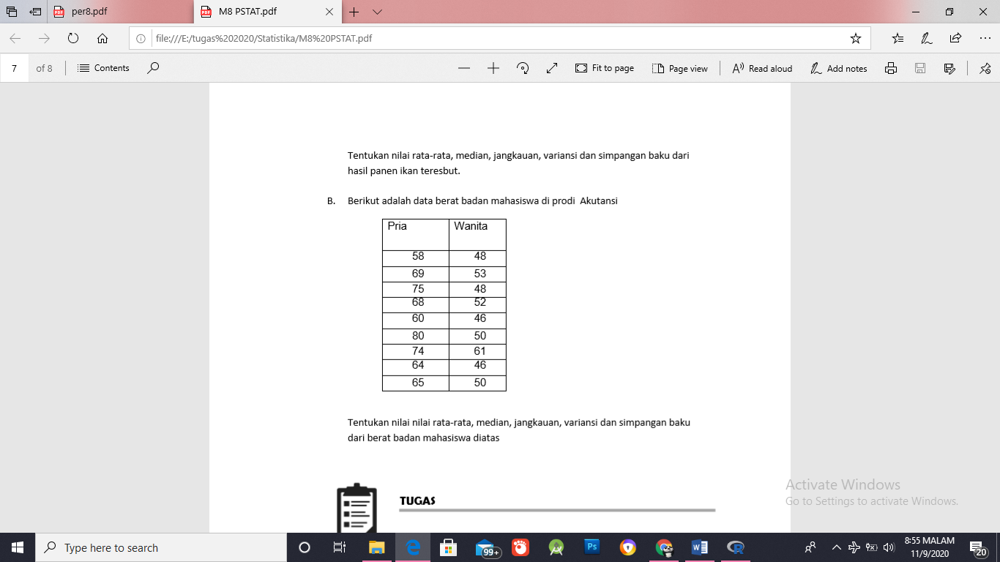 per8.pdf
M8 PSTAT.pdf
file:///E:/tugas%202020/Statistika/M8%20PSTAT.pdf
7 of 8 Contents Fit to page Page view Read aloud Add notes
Tentukan nilai rata-rata, median, jangkauan, variansi dan simpangan baku dari
hasil panen ikan teresbut.
B. Berikut adalah data berat badan mahasiswa di prodi Akutansi
Pria Wanita
58 48
69 53
75 48
68 52
60 46
80 50
74 61
64 46
65 50
Tentukan nilai nilai rata-rata, median, jangkauan, variansi dan simpangan baku
dari berat badan mahasiswa diatas
TUGAS
Activate Windows
Go to Settings to activate Windows.
Type here to search
99+
Ps
W
R
8:55 MALAM
11/9/2020
20